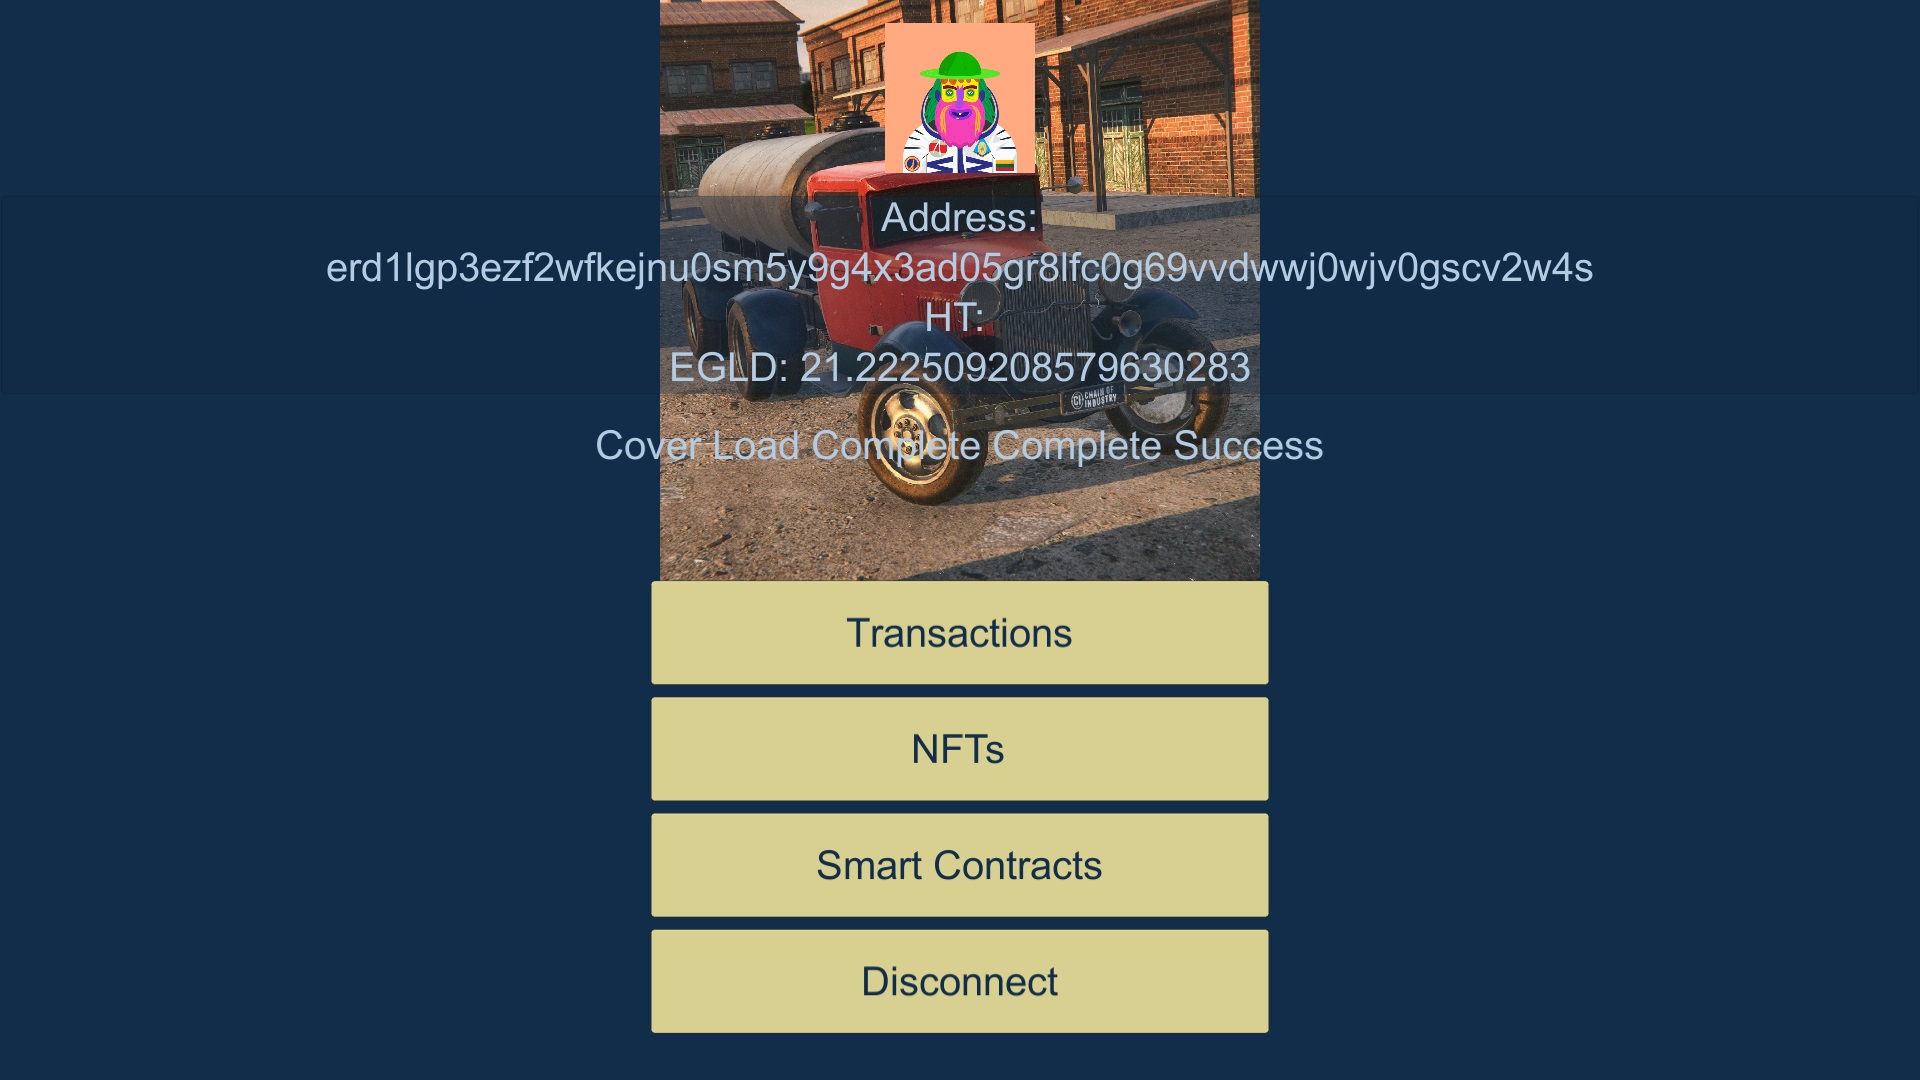 Address:
erd1lgp3ezf2wfkejnu0sm5y9g4x3ad05gr8lfc0g69vvdwwj0wjv0gscv2w4s
HT:
EGLD: 21.222509208579630283
CI CHAIN OF
INDUSTRY
Cover Load Complete Complete Success
Transactions
NFTs
Smart Contracts
Disconnect